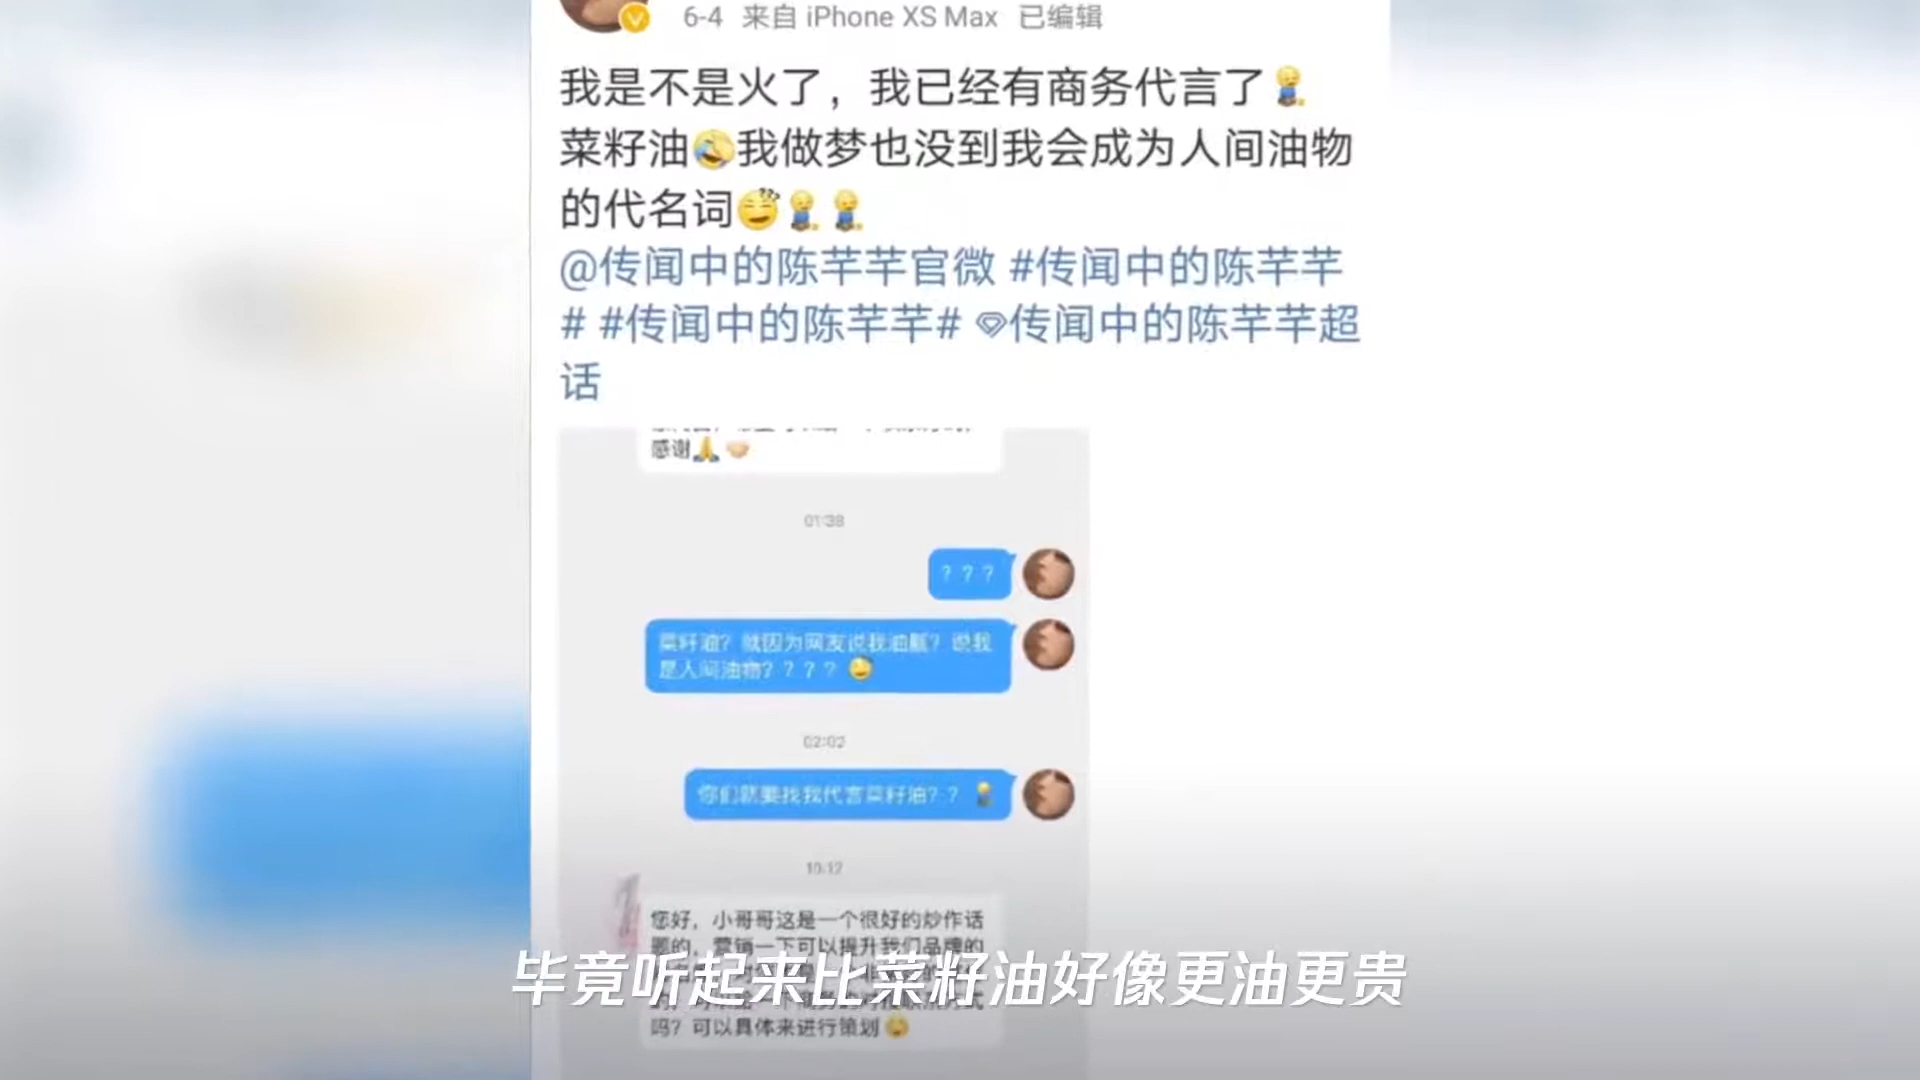 6-4 来自 iPhone XS Max 已编辑
我是不是火了，我已经有商务代言了
菜籽油🤣我做梦也没到我会成为人间油物
的代名词
@传闻中的陈芊芊官微 #传闻中的陈芊芊
# #传闻中的陈芊芊# 传闻中的陈芊芊超
话
感谢🙏
01:38
？？？
菜籽油？就因为网友说我油腻？说我
是人间油物？？？？
02:02
你们就要找我代言菜籽油？？
10:12
您好，小哥哥这是一个很好的炒作话
题的，营销一下可以提升我们品牌的
吗？可以具体来进行策划
毕竟听起来比菜籽油好像更油更贵